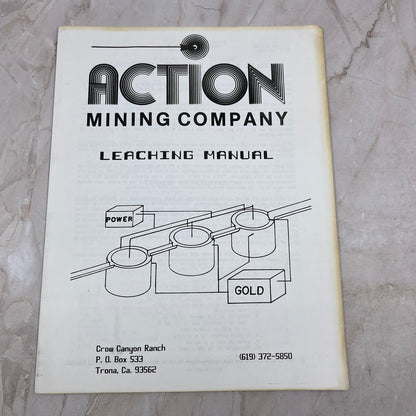 ACTION
MINING COMPANY
LEACHING MANUAL
POWER
GOLD
Crow Canyon Ranch
P. O. Box 533 (619) 372-5850
Trona, Ca. 93562